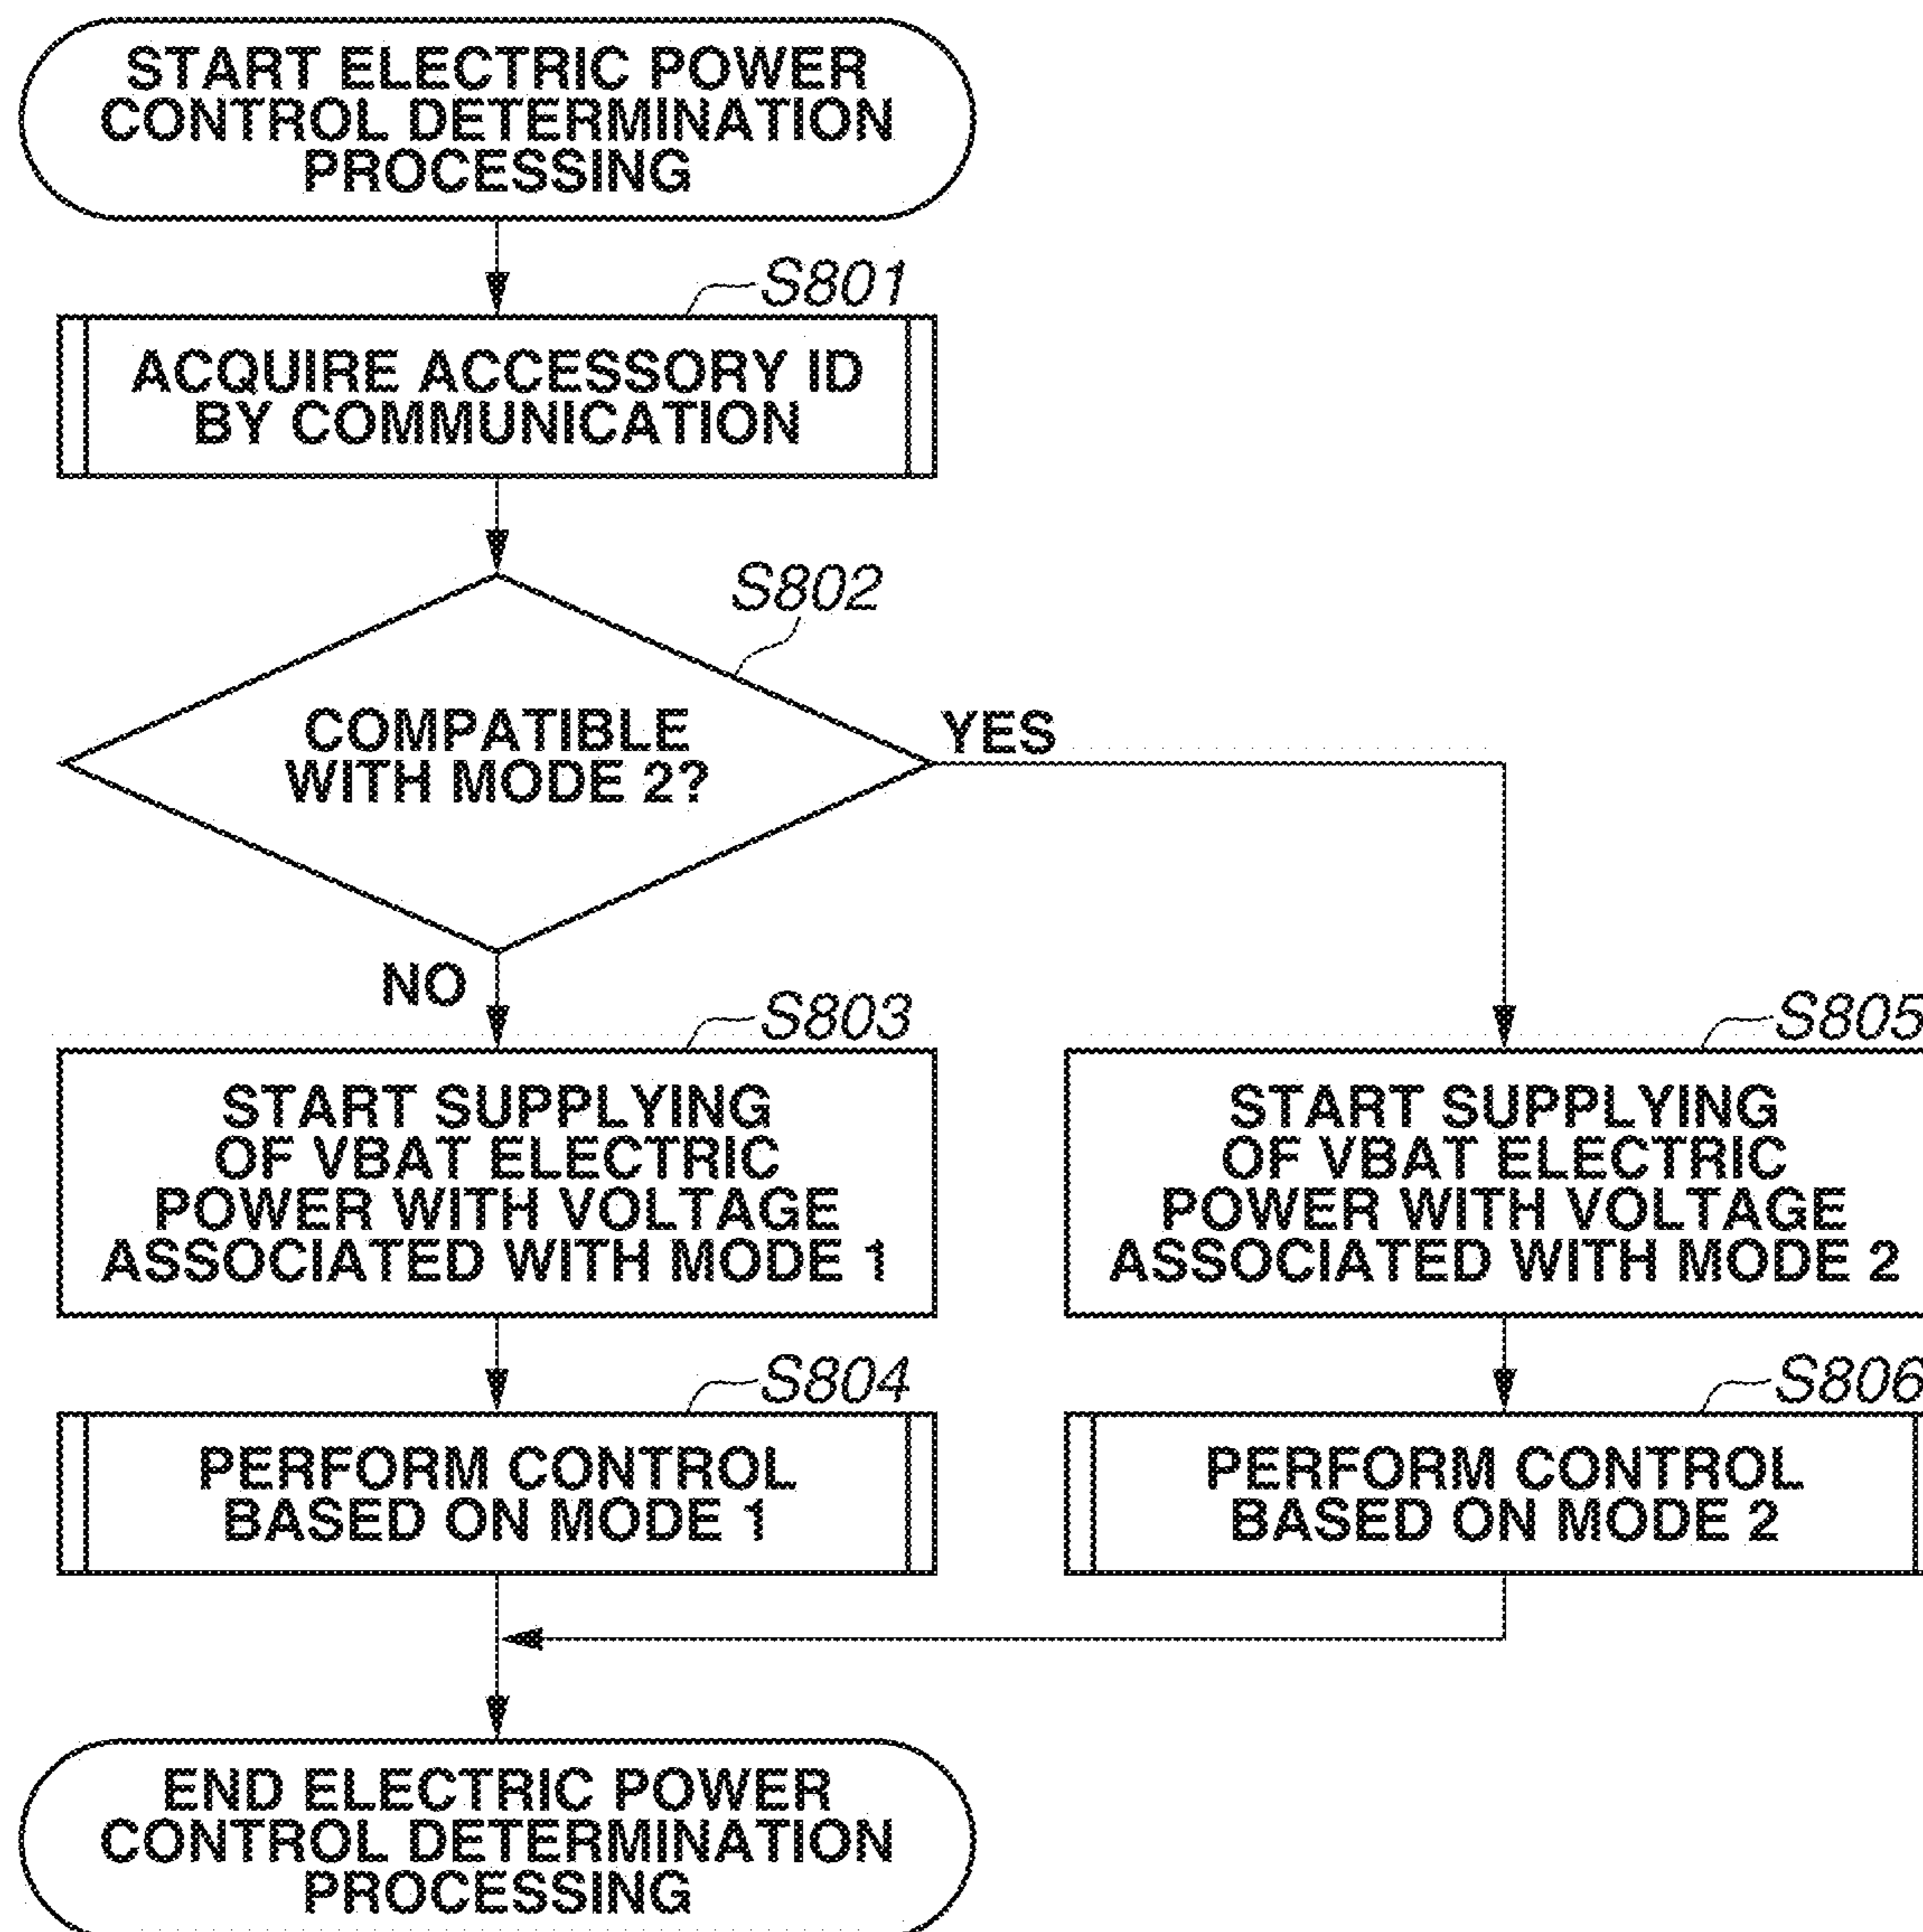 START ELECTRIC POWER
CONTROL DETERMINATION
PROCESSING
S801
ACQUIRE ACCESSORY ID
BY COMMUNICATION
S802
COMPATIBLE
WITH MODE 2?
YES
NO
S803
START SUPPLYING
OF VBAT ELECTRIC
POWER WITH VOLTAGE
ASSOCIATED WITH MODE 1
S805
START SUPPLYING
OF VBAT ELECTRIC
POWER WITH VOLTAGE
ASSOCIATED WITH MODE 2
S804
PERFORM CONTROL
BASED ON MODE 1
S806
PERFORM CONTROL
BASED ON MODE 2
END ELECTRIC POWER
CONTROL DETERMINATION
PROCESSING